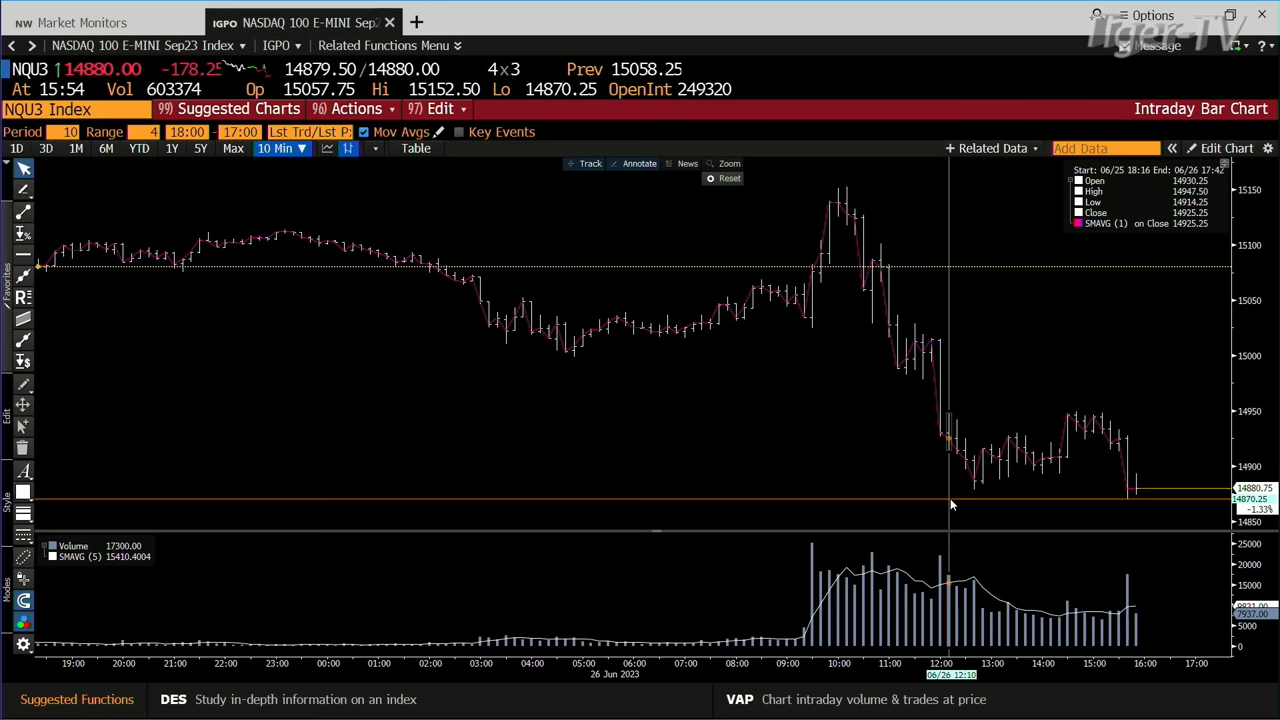 NW Market Monitors
IGPO NASDAQ 100 E-MINI Sep2
Options
Tiger-TV
NASDAQ 100 E-MINI Sep23 Index
IGPO
Related Functions Menu
Message
?
NQU3 ↑14880.00 -178.25 14879.50/14880.00 4x3 Prev 15058.25
At 15:54 Vol 603374 Op 15057.75 Hi 15152.50 Lo 14870.25 OpenInt 249320
NQU3 Index 99) Suggested Charts 96) Actions 97) Edit Intraday Bar Chart
Period 10 Range 4 18:00 - 17:00 Lst Trd/Lst P Mov Avgs Key Events
1D 3D 1M 6M YTD 1Y 5Y Max 10 Min ▼ Table + Related Data Add Data « Edit Chart
Track Annotate News Zoom
Reset
Start: 06/25 18:16 End: 06/26 17:42
Open 14930.25
High 14947.50
Low 14914.25
Close 14925.25
SMAVG (1) on Close 14925.25
Favorites
Edit
Style
Modes
15150
15100
15050
15000
14950
14900
14880.75
14870.25
-1.33%
14850
Volume 17300.00
SMAVG (5) 15410.4004
25000
20000
15000
7937.00
5000
0
19:00 20:00 21:00 22:00 23:00 00:00 01:00 02:00 03:00 04:00 05:00 06:00 07:00 08:00 09:00 10:00 11:00 12:00 13:00 14:00 15:00 16:00 17:00
26 Jun 2023
06/26 12:10
Suggested Functions DES Study in-depth information on an index VAP Chart intraday volume & trades at price